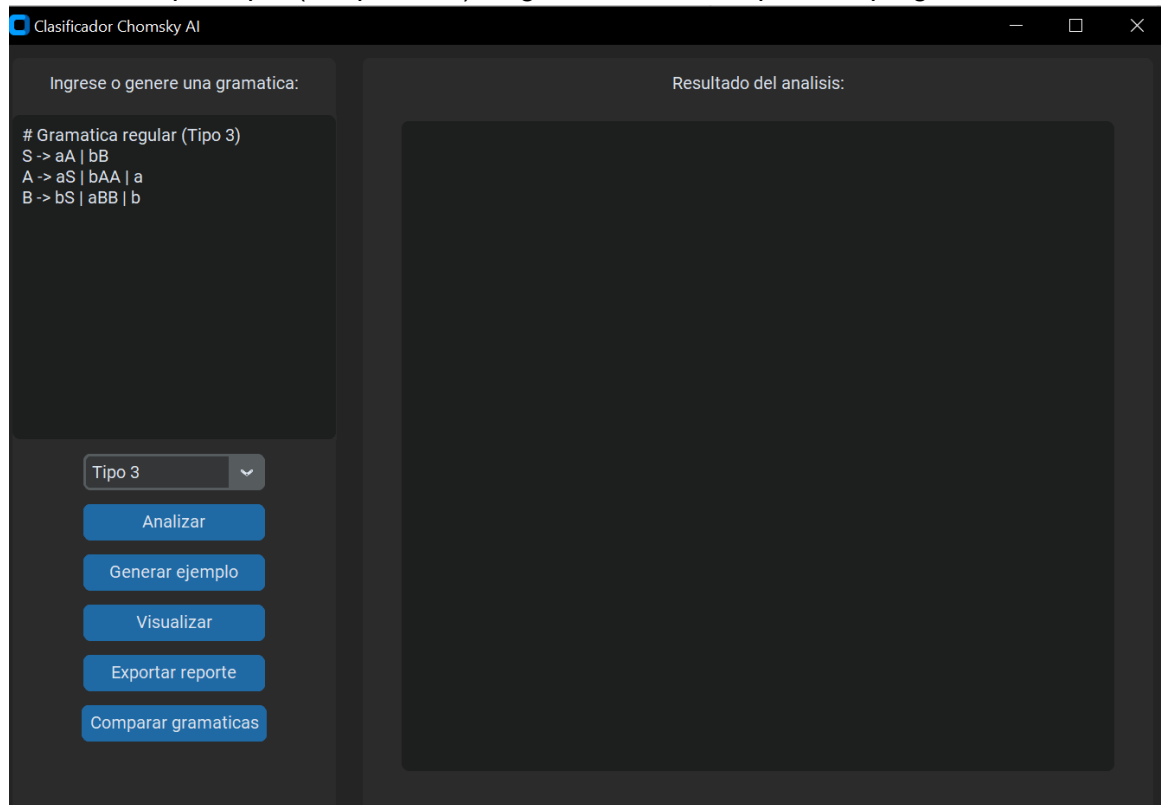 Clasificador Chomsky AI
Ingrese o genere una gramatica:
# Gramatica regular (Tipo 3)
S -> aA | bB
A -> aS | bAA | a
B -> bS | aBB | b
Tipo 3
Analizar
Generar ejemplo
Visualizar
Exportar reporte
Comparar gramaticas
Resultado del analisis: